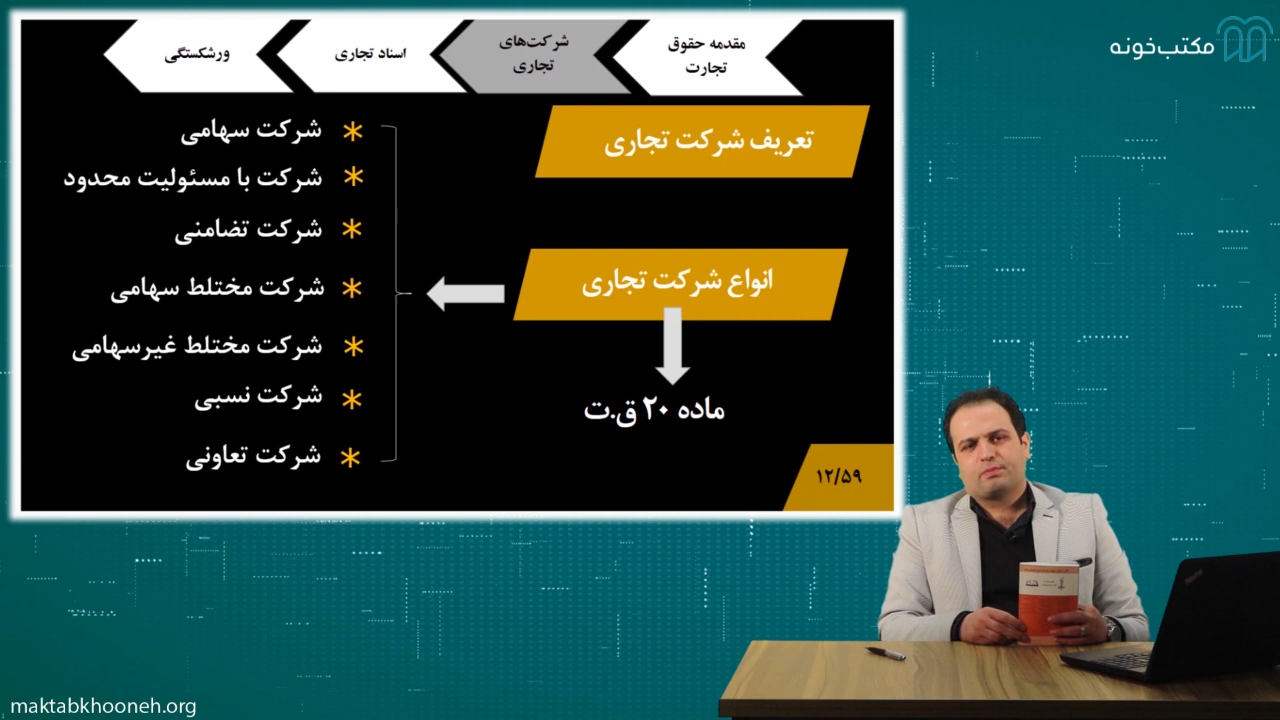 مکتب‌خونه
مقدمه حقوق
تجارت
شرکت‌های
تجاری
اسناد تجاری
ورشکستگی
تعریف شرکت تجاری
انواع شرکت تجاری
ماده ۲۰ ق.ت
شرکت سهامی
شرکت با مسئولیت محدود
شرکت تضامنی
شرکت مختلط سهامی
شرکت مختلط غیرسهامی
شرکت نسبی
شرکت تعاونی
۱۲/۵۹
maktabkhooneh.org